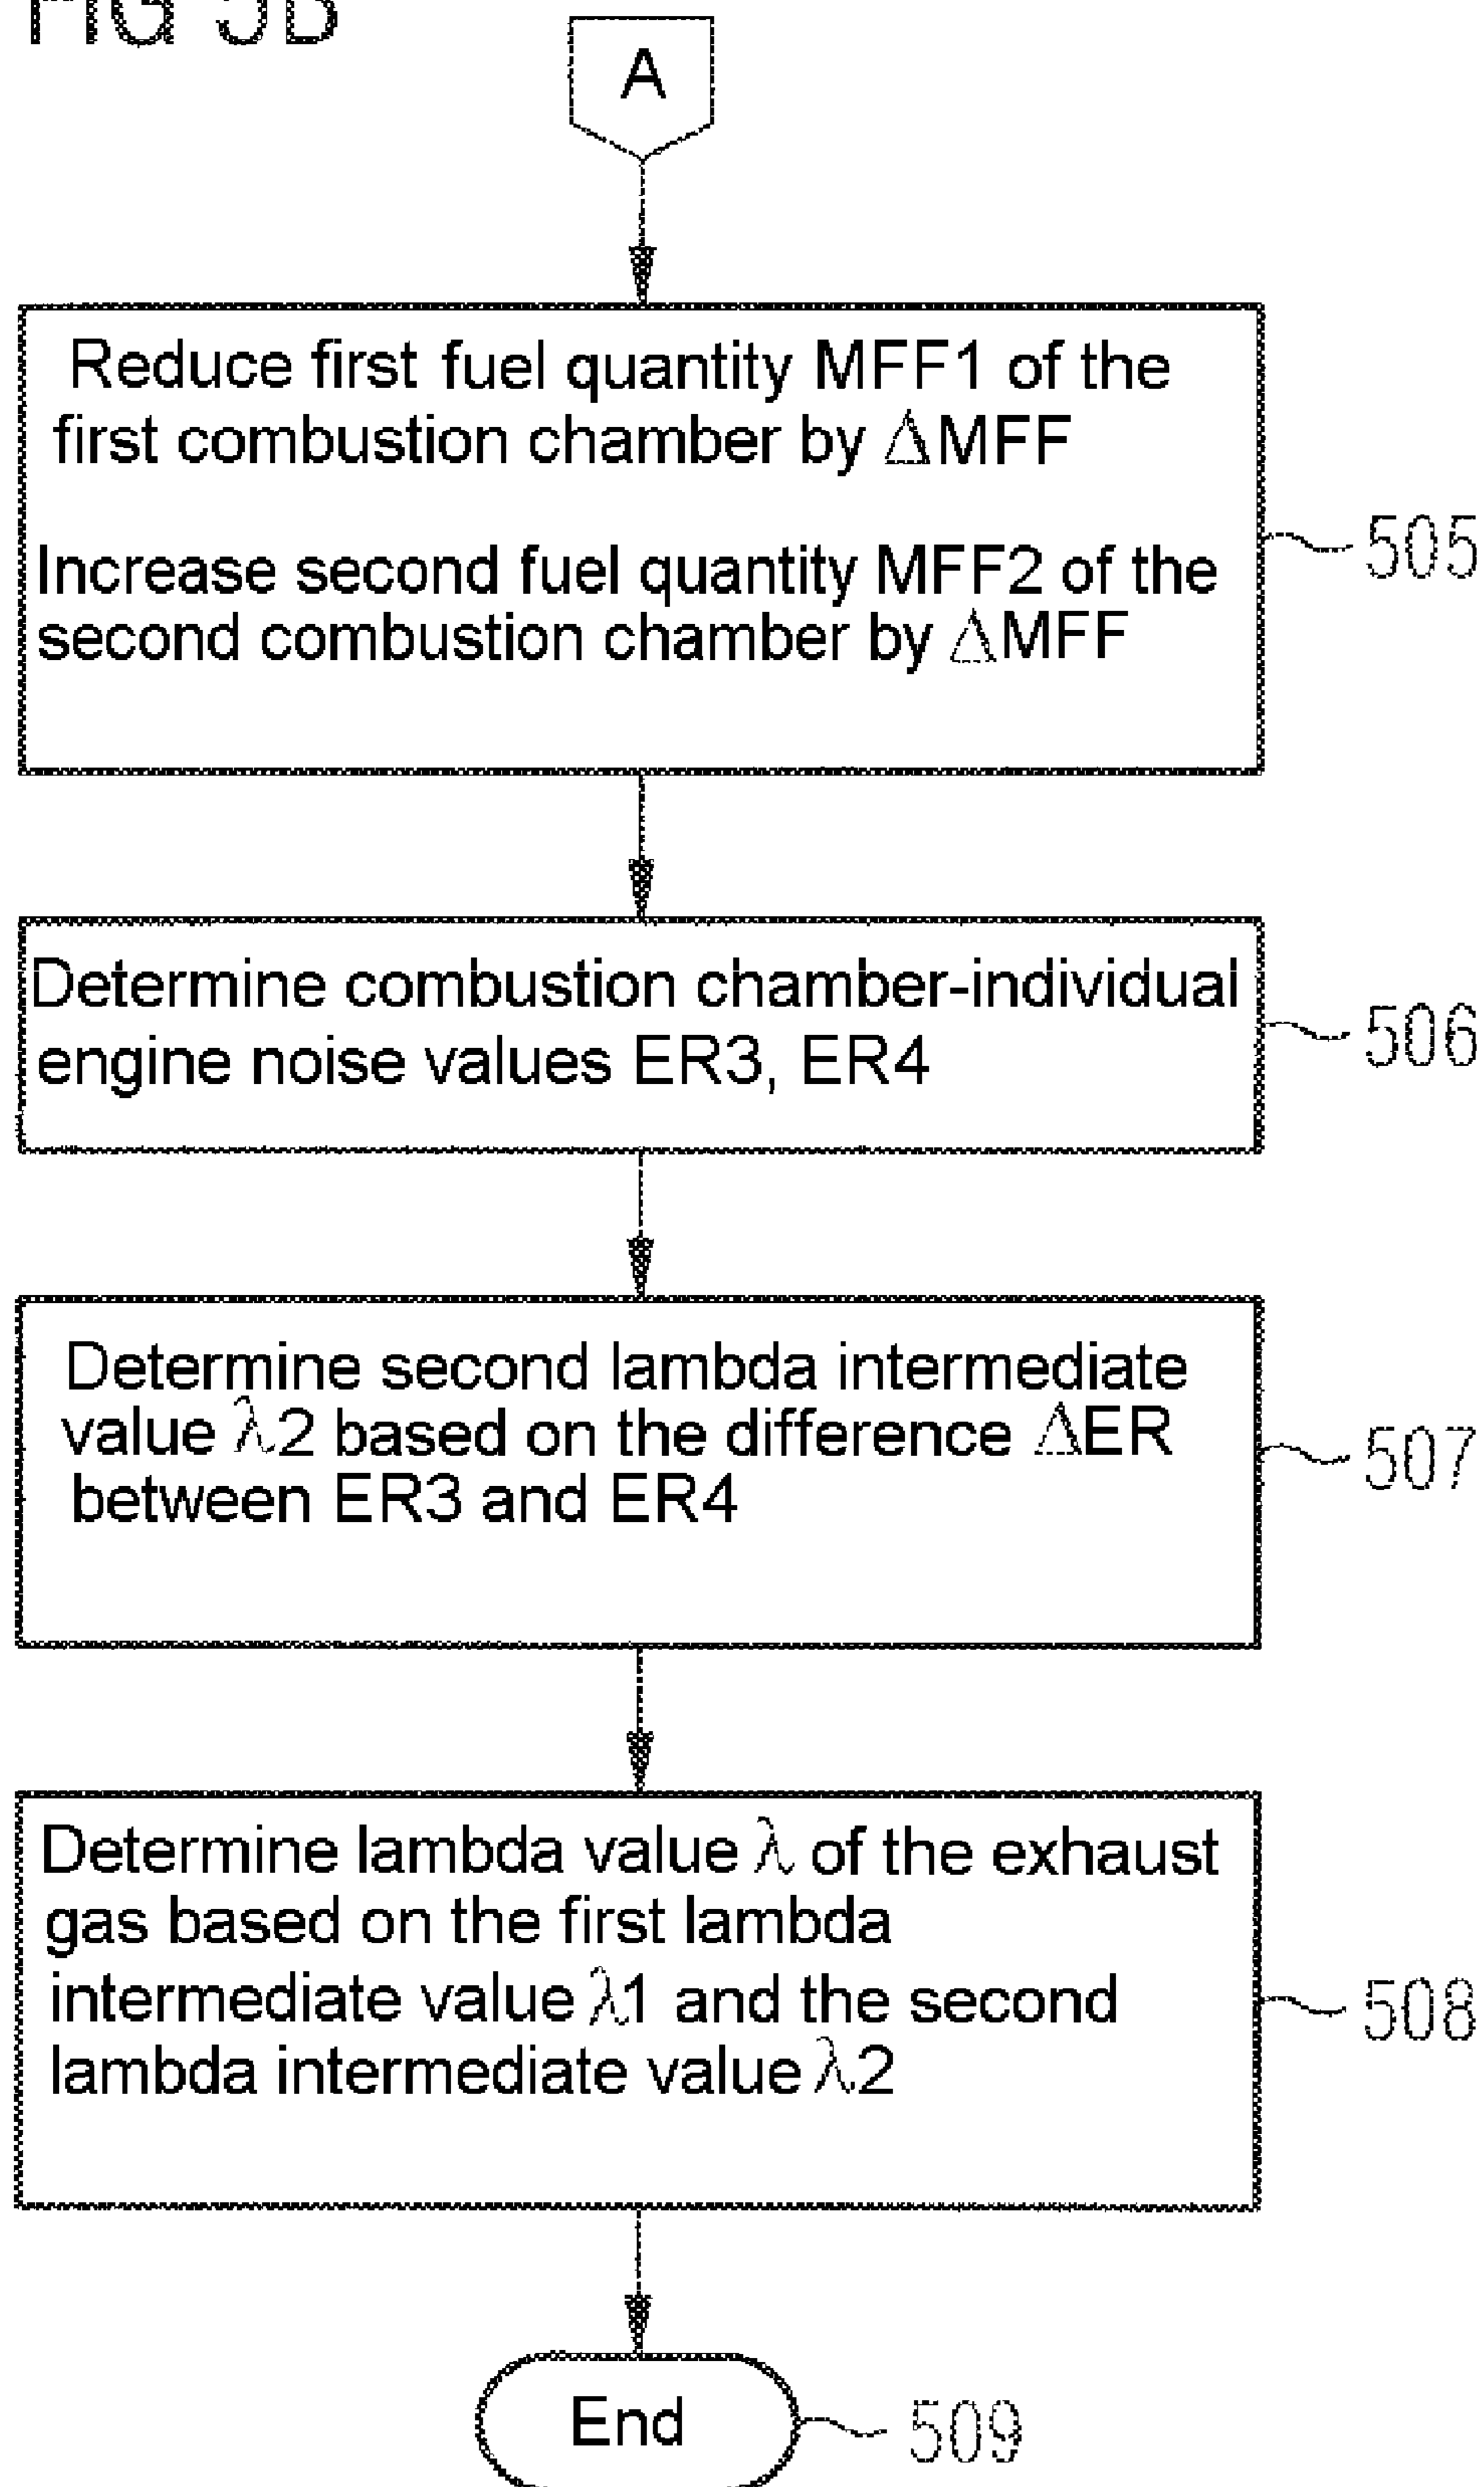 FIG 5B
A
Reduce first fuel quantity MFF1 of the
first combustion chamber by ΔMFF
Increase second fuel quantity MFF2 of the
second combustion chamber by ΔMFF
505
Determine combustion chamber-individual
engine noise values ER3, ER4
506
Determine second lambda intermediate
value λ2 based on the difference ΔER
between ER3 and ER4
507
Determine lambda value λ of the exhaust
gas based on the first lambda
intermediate value λ1 and the second
lambda intermediate value λ2
508
End
509